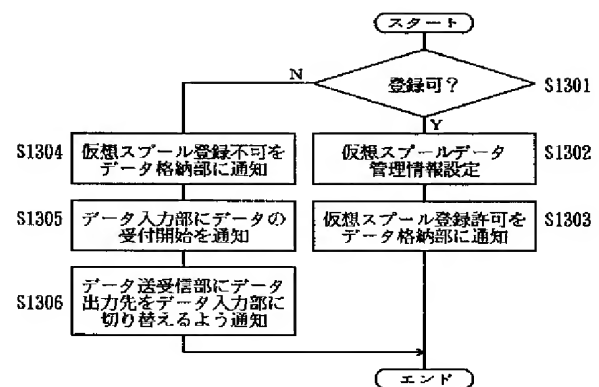 スタート
N
登録可?
S1301
Y
S1304
仮想スプール登録不可を
データ格納部に通知
仮想スプールデータ
管理情報設定
S1302
S1305
データ入力部にデータの
受付開始を通知
仮想スプール登録許可を
データ格納部に通知
S1303
S1306
データ送受信部にデータ
出力先をデータ入力部に
切り替えるよう通知
エンド